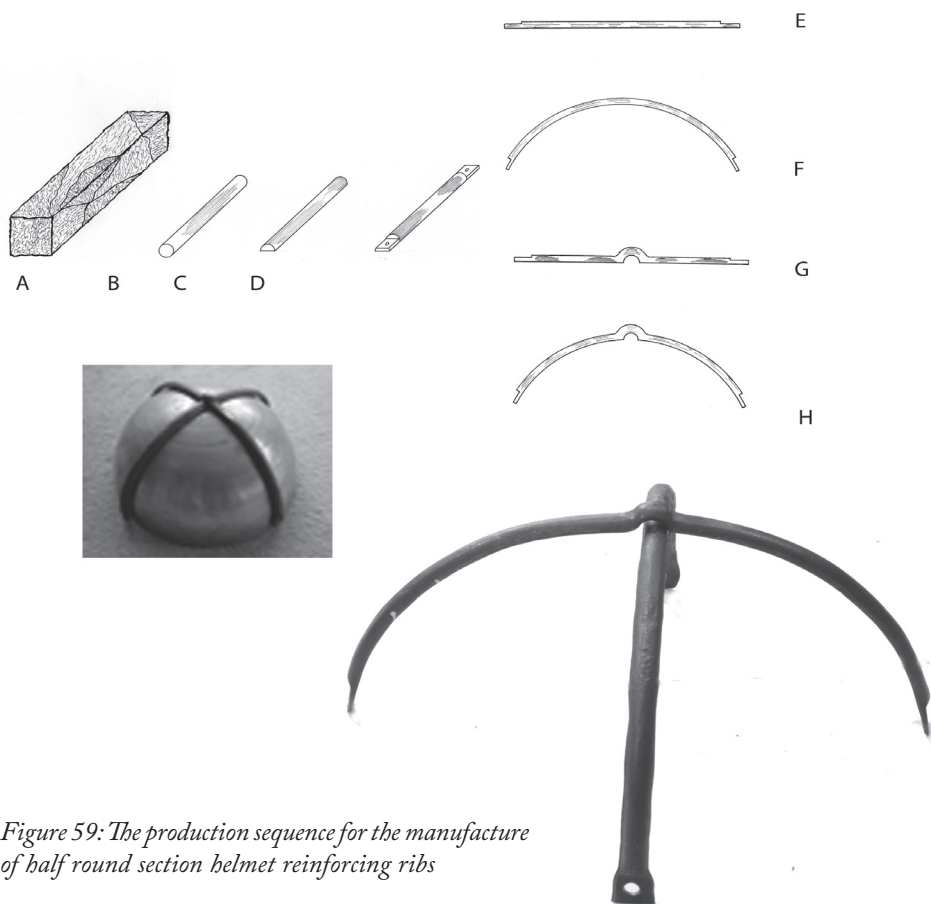 E
F
A B C D
G
H
Figure 59: The production sequence for the manufacture
of half round section helmet reinforcing ribs